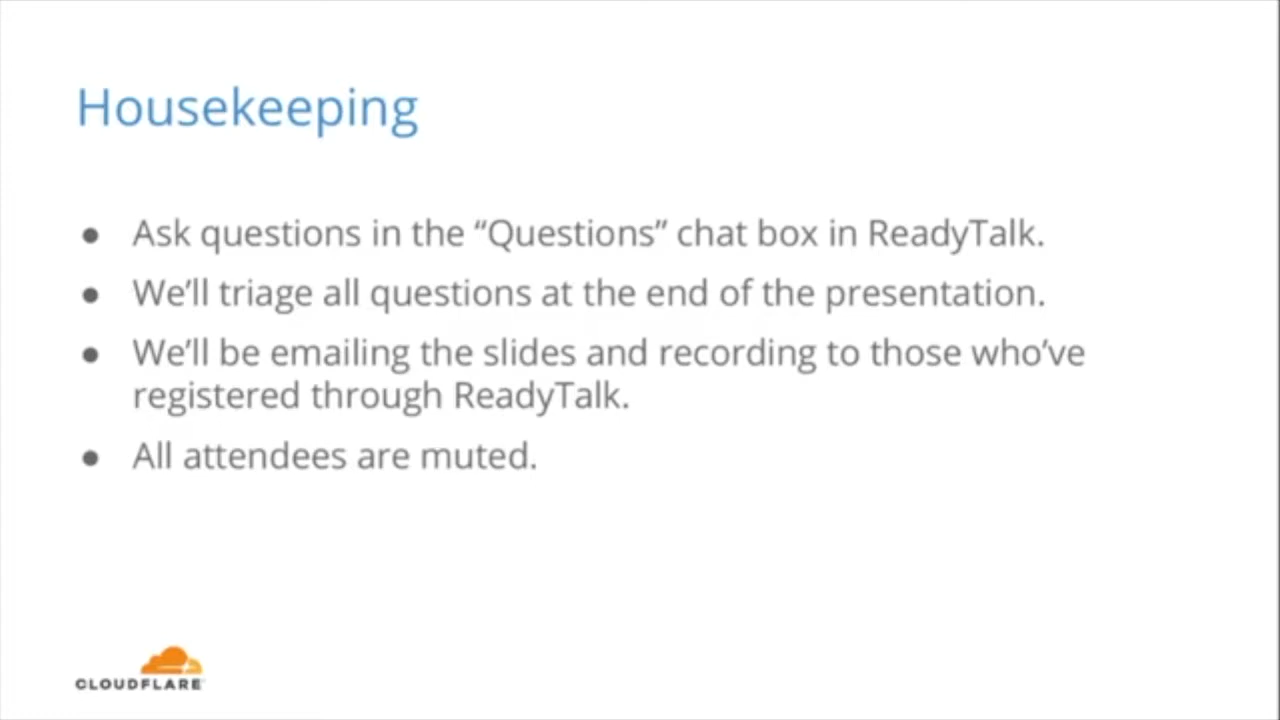 Housekeeping
● Ask questions in the “Questions” chat box in ReadyTalk.
● We’ll triage all questions at the end of the presentation.
● We’ll be emailing the slides and recording to those who’ve
registered through ReadyTalk.
● All attendees are muted.
CLOUDFLARE